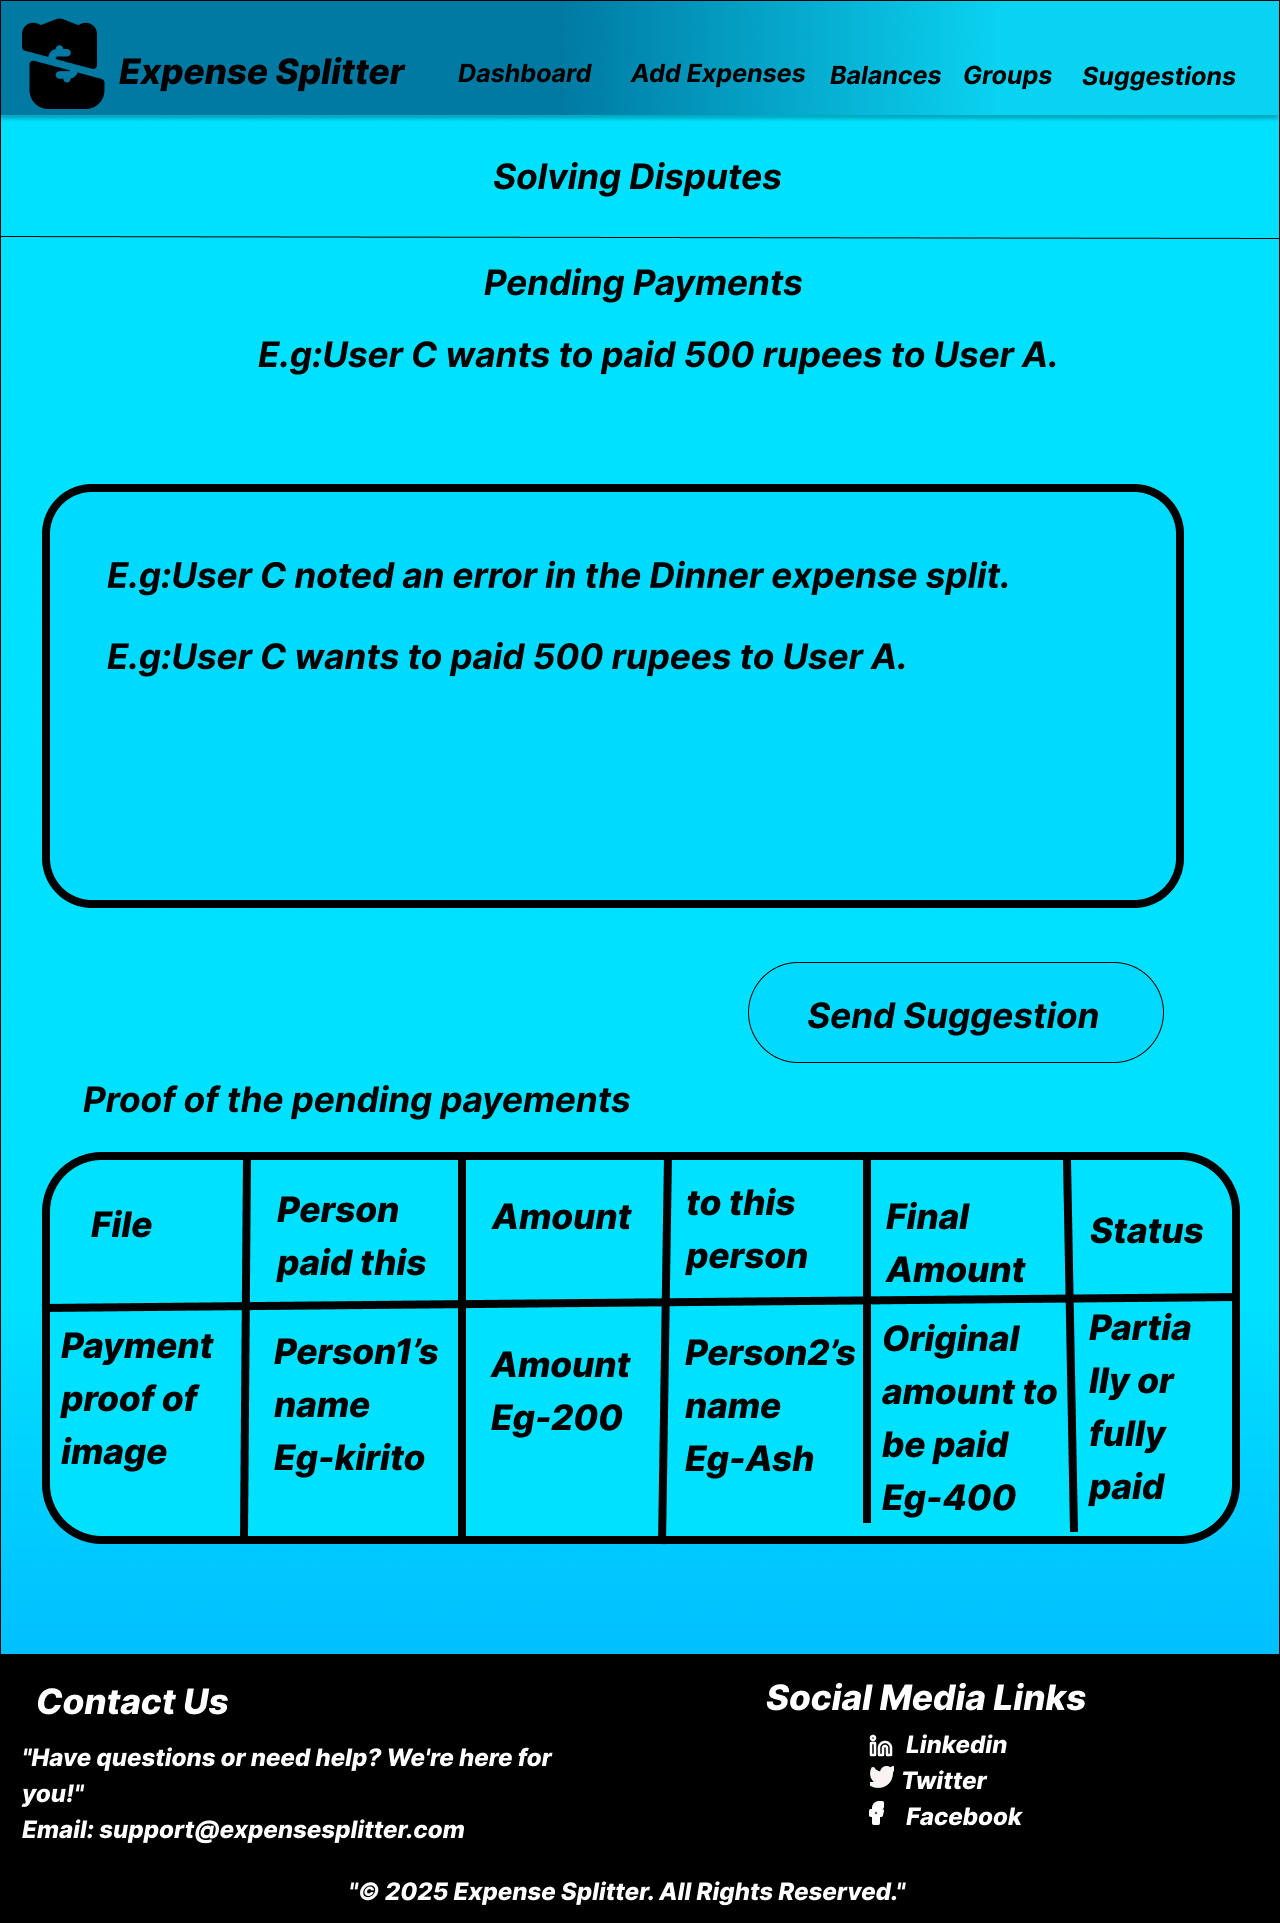 Expense Splitter
Dashboard
Add Expenses
Balances
Groups
Suggestions
Solving Disputes
Pending Payments
E.g:User C wants to paid 500 rupees to User A.
E.g:User C noted an error in the Dinner expense split.
E.g:User C wants to paid 500 rupees to User A.
Send Suggestion
Proof of the pending payements
File
Person
paid this
Amount
to this
person
Final
Amount
Status
Payment
proof of
image
Person1’s
name
Eg-kirito
Amount
Eg-200
Person2’s
name
Eg-Ash
Original
amount to
be paid
Eg-400
Partia
lly or
fully
paid
Contact Us
"Have questions or need help? We're here for
you!"
Email: support@expensesplitter.com
Social Media Links
Linkedin
Twitter
Facebook
"© 2025 Expense Splitter. All Rights Reserved."